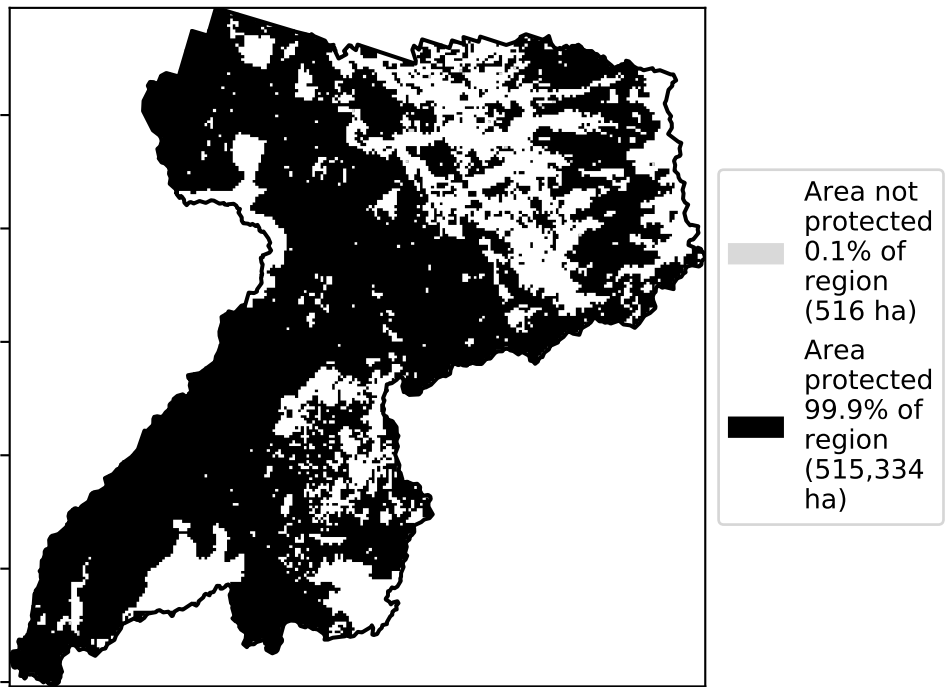 Area not
protected
0.1% of
region
(516 ha)
Area
protected
99.9% of
region
(515,334
ha)